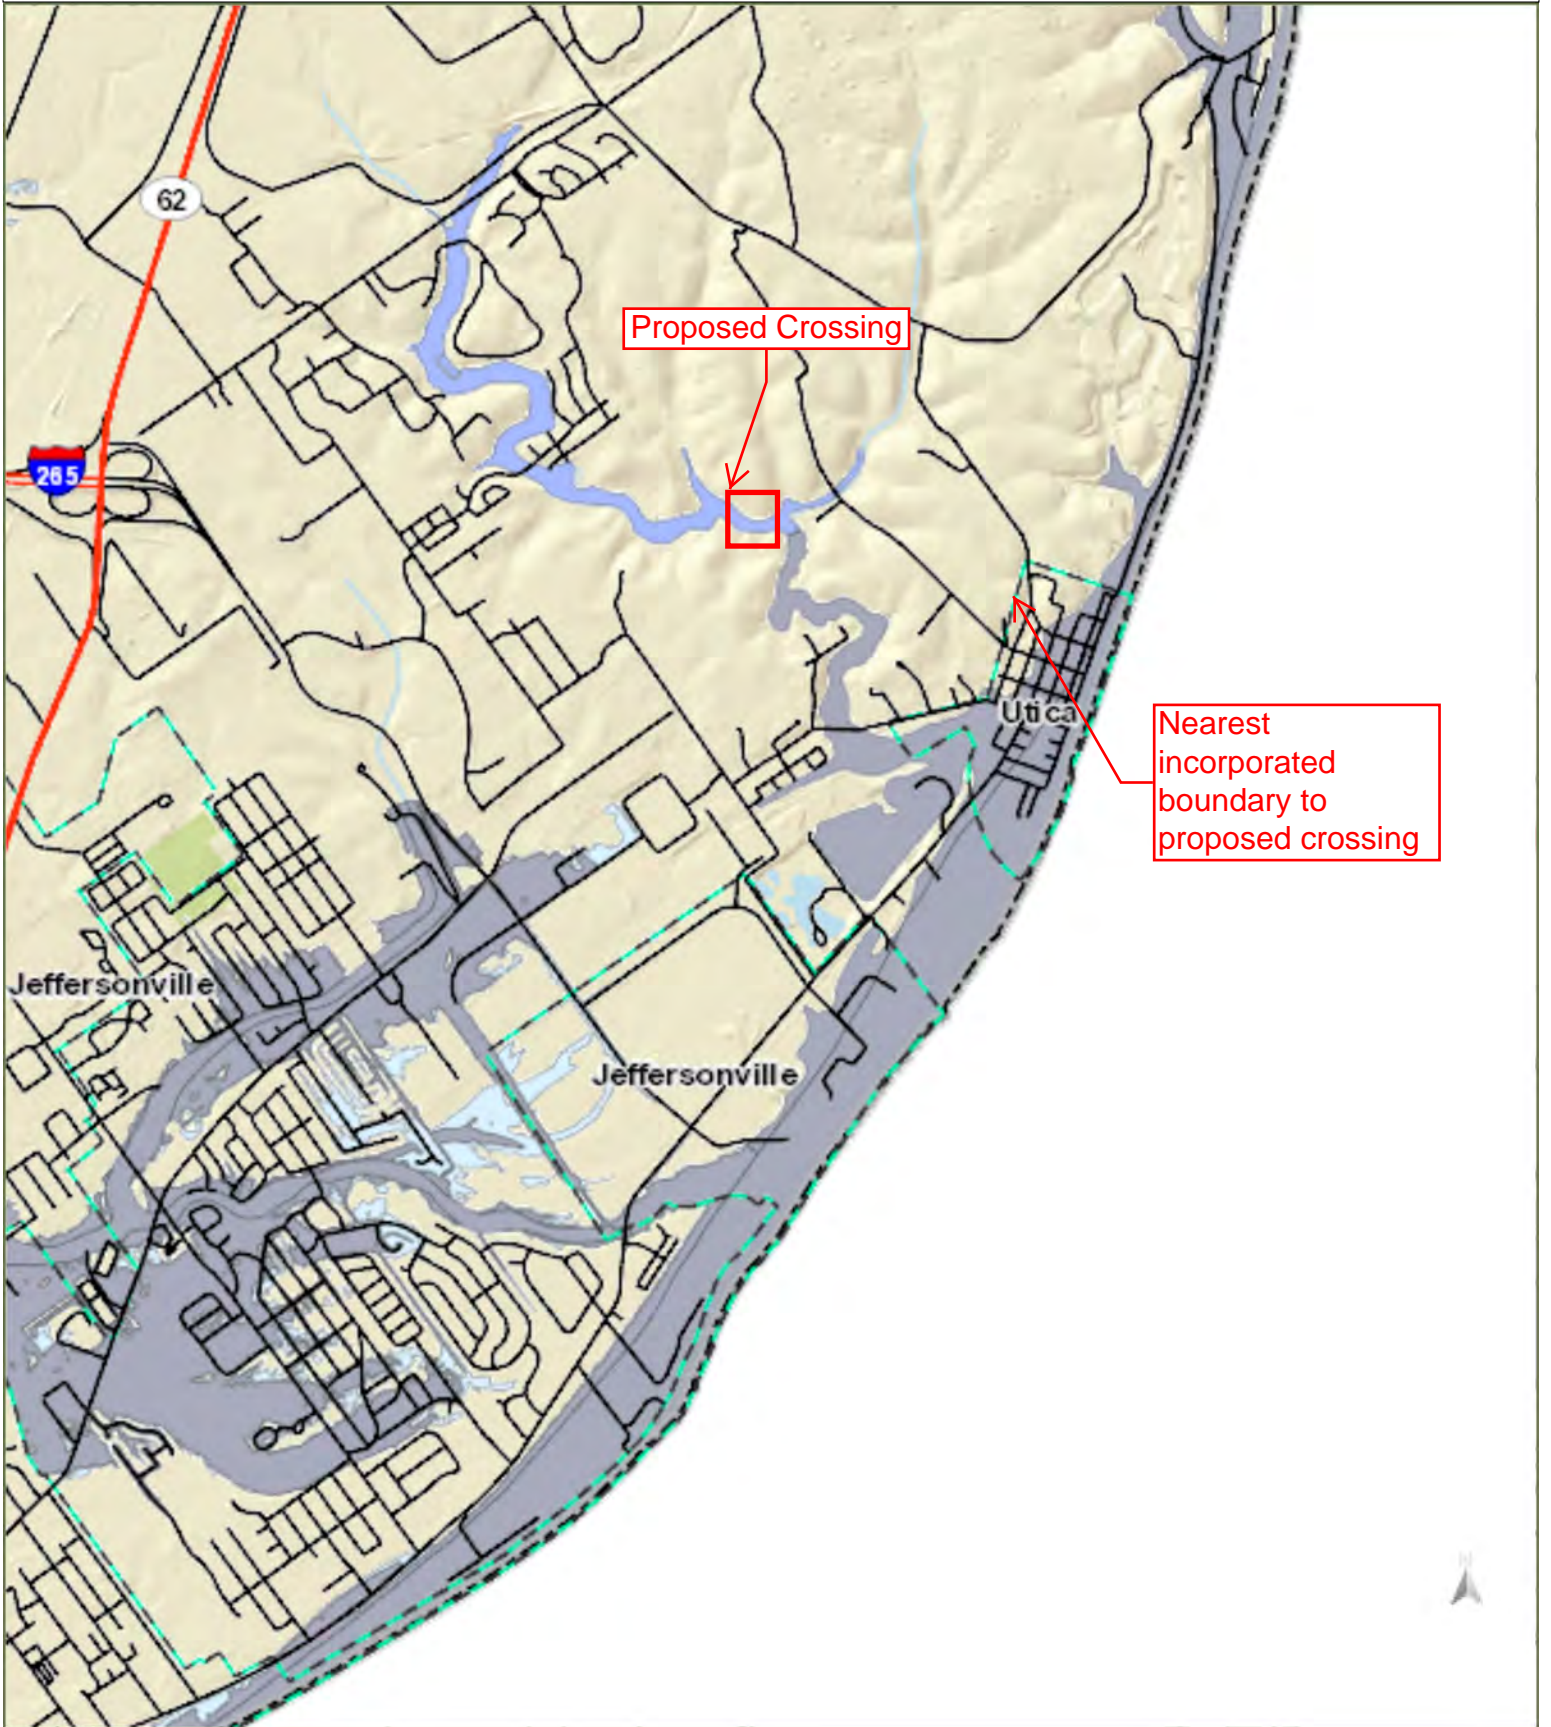 62
Proposed Crossing
265
Utica
Nearest
incorporated
boundary to
proposed crossing
Jeffersonville
Jeffersonville
N